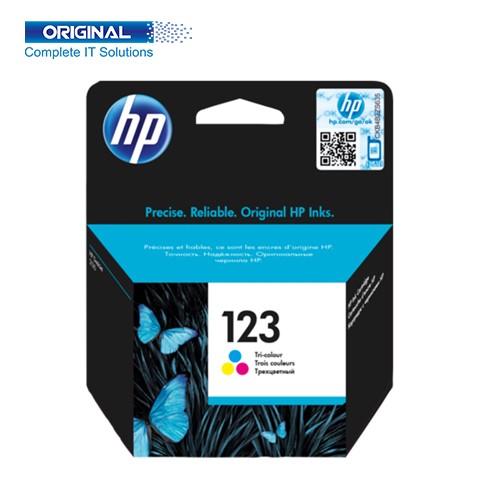 ORIGINAL
Complete IT Solutions
hp
hp
hp.com/go/ok
Precise. Reliable. Original HP Inks.
Précises et fiables, ce sont les encres d'origine HP.
Точность. Надёжность. Оригинальные
чернила HP.
123
Tri-colour
Trois couleurs
Трехцветный